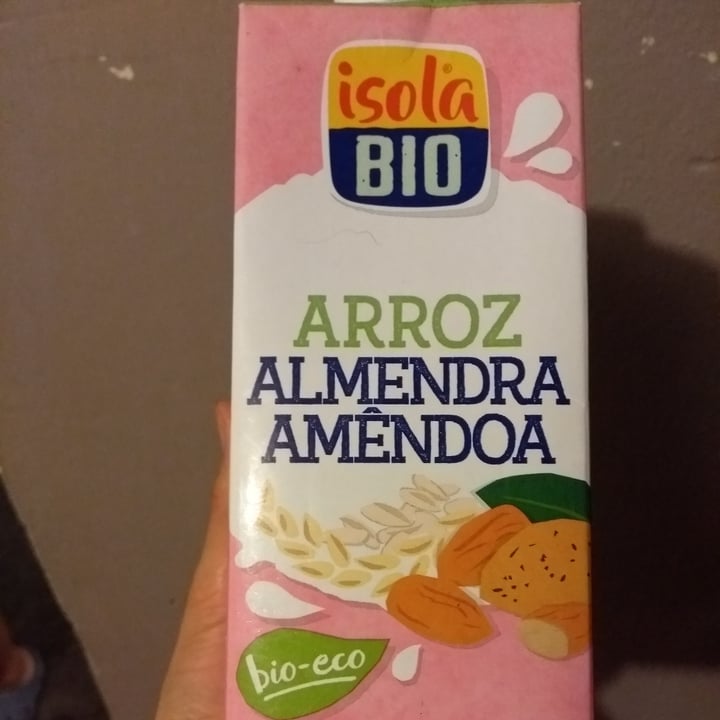 isola®
BIO
ARROZ
ALMENDRA
AMÊNDOA
bio-eco